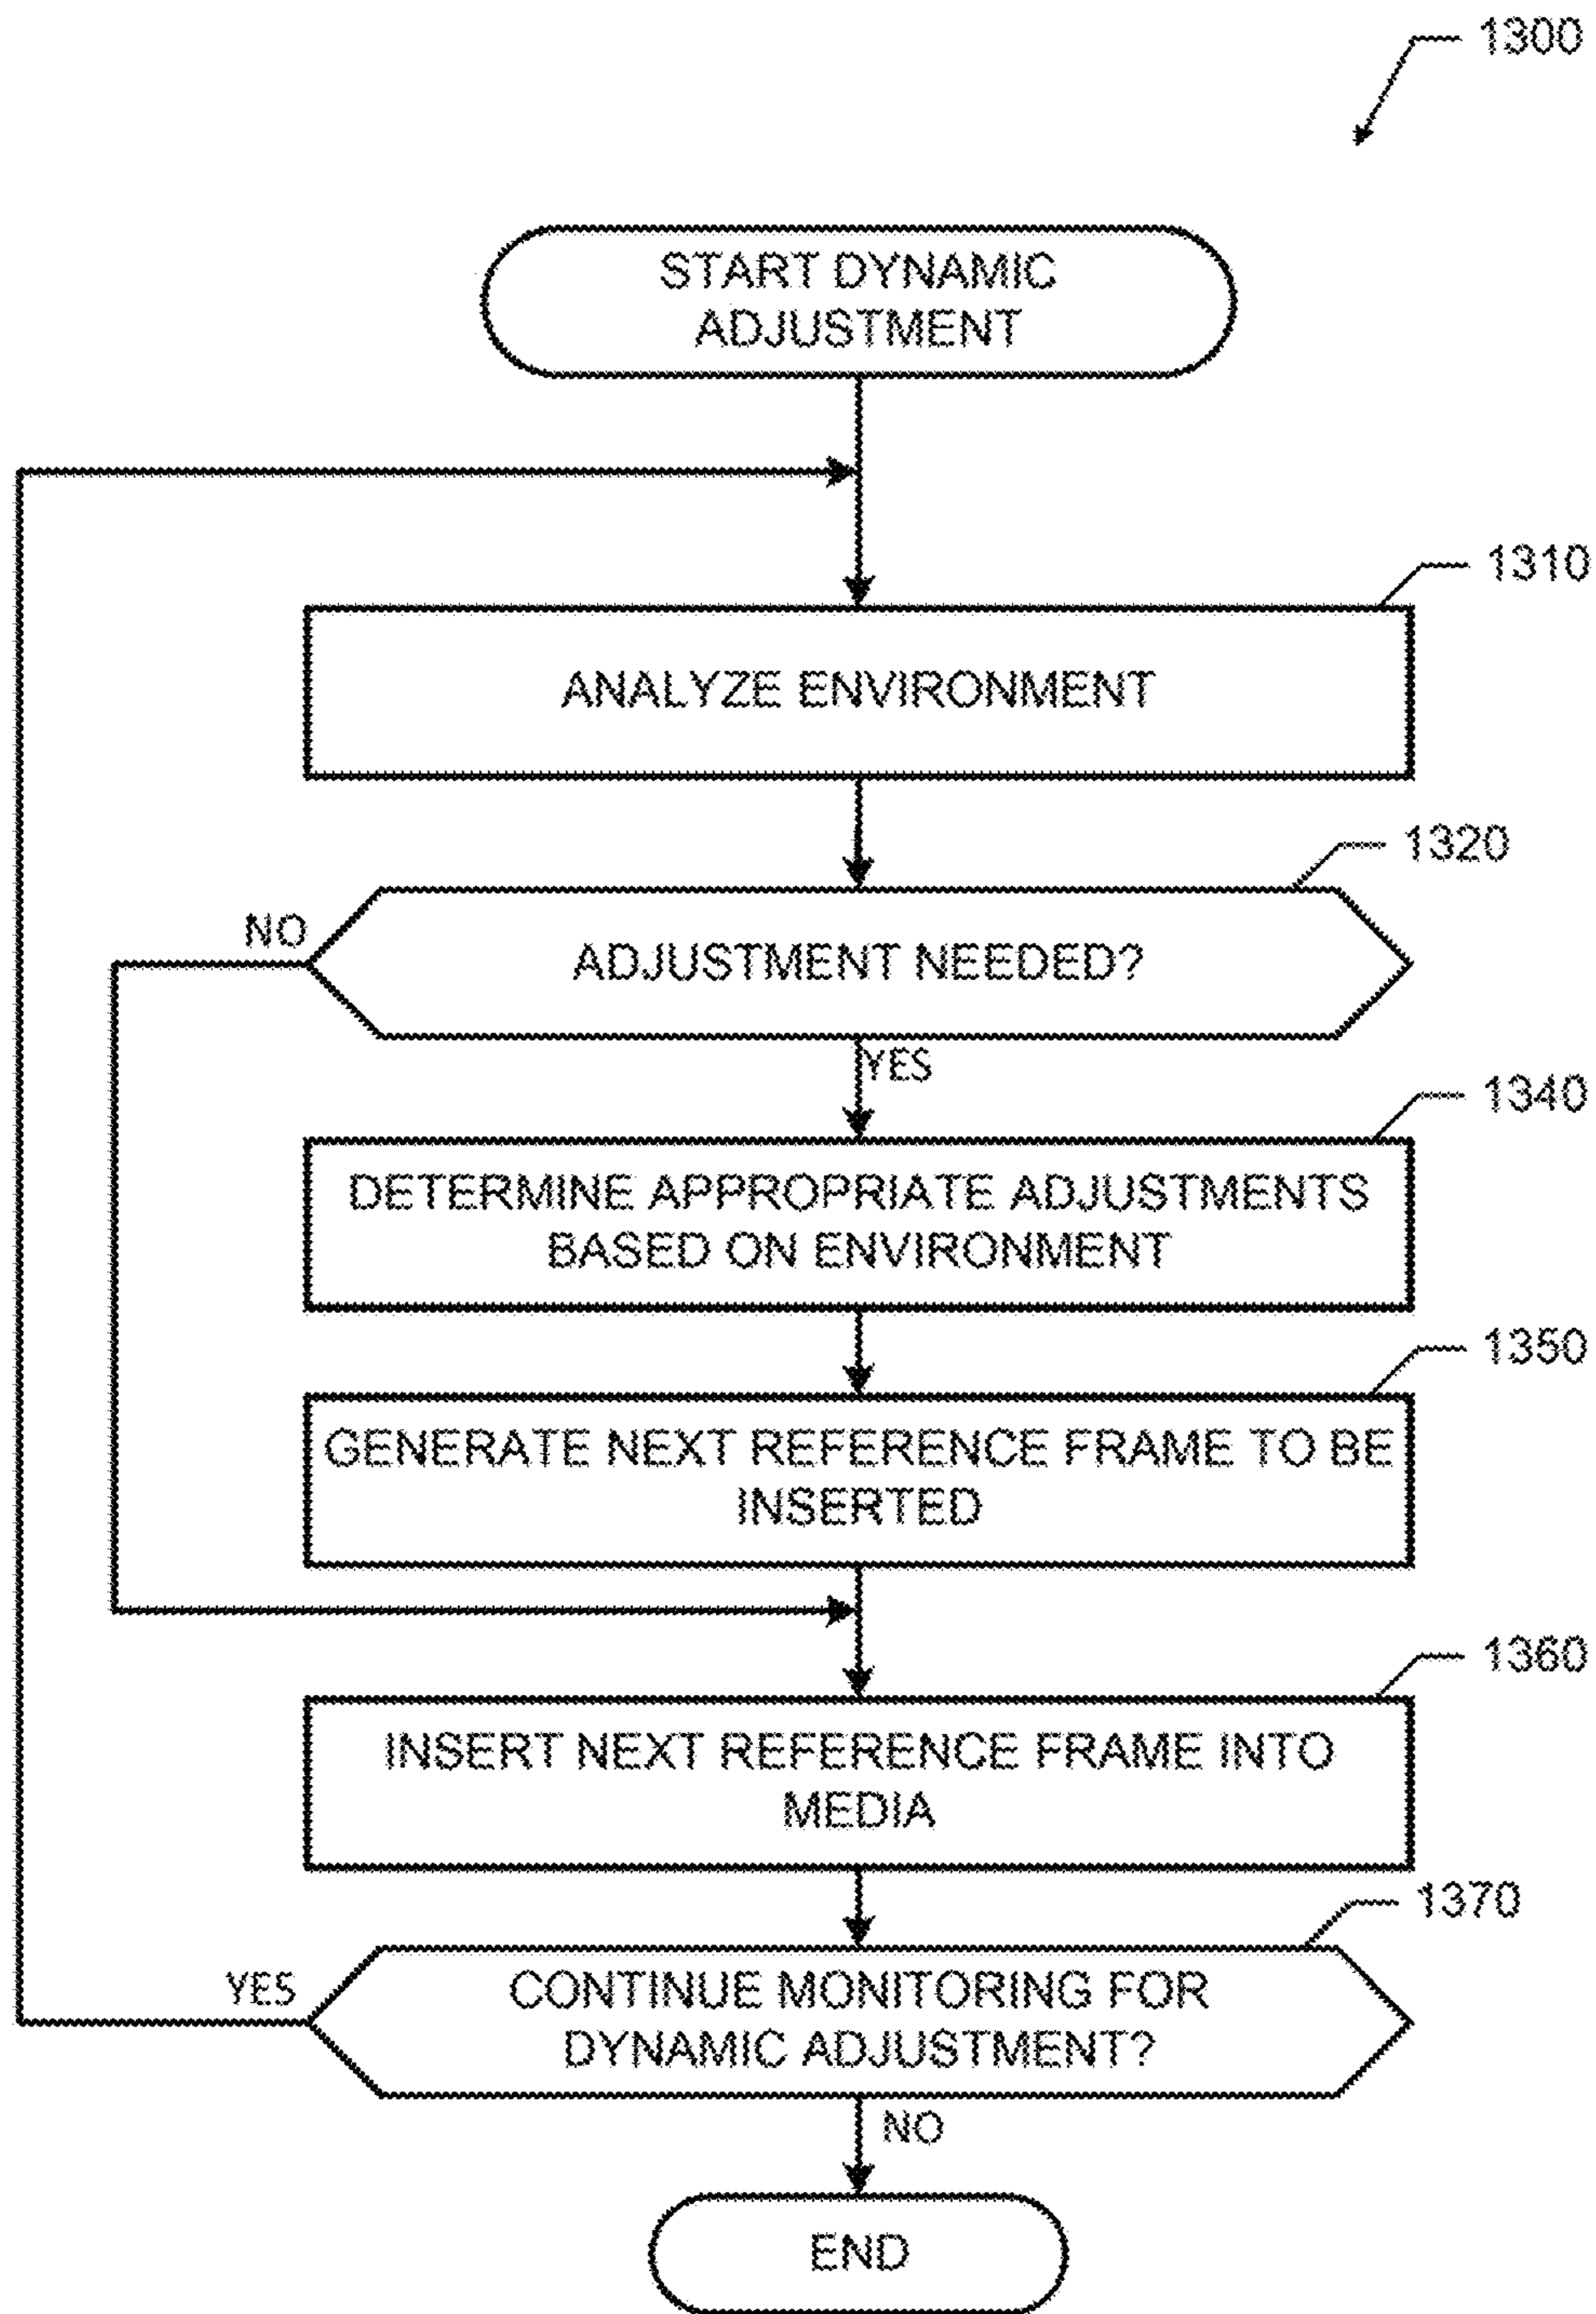 1300
START DYNAMIC
ADJUSTMENT
1310
ANALYZE ENVIRONMENT
1320
NO
ADJUSTMENT NEEDED?
YES
1340
DETERMINE APPROPRIATE ADJUSTMENTS
BASED ON ENVIRONMENT
1350
GENERATE NEXT REFERENCE FRAME TO BE
INSERTED
1360
INSERT NEXT REFERENCE FRAME INTO
MEDIA
1370
YES
CONTINUE MONITORING FOR
DYNAMIC ADJUSTMENT?
NO
END